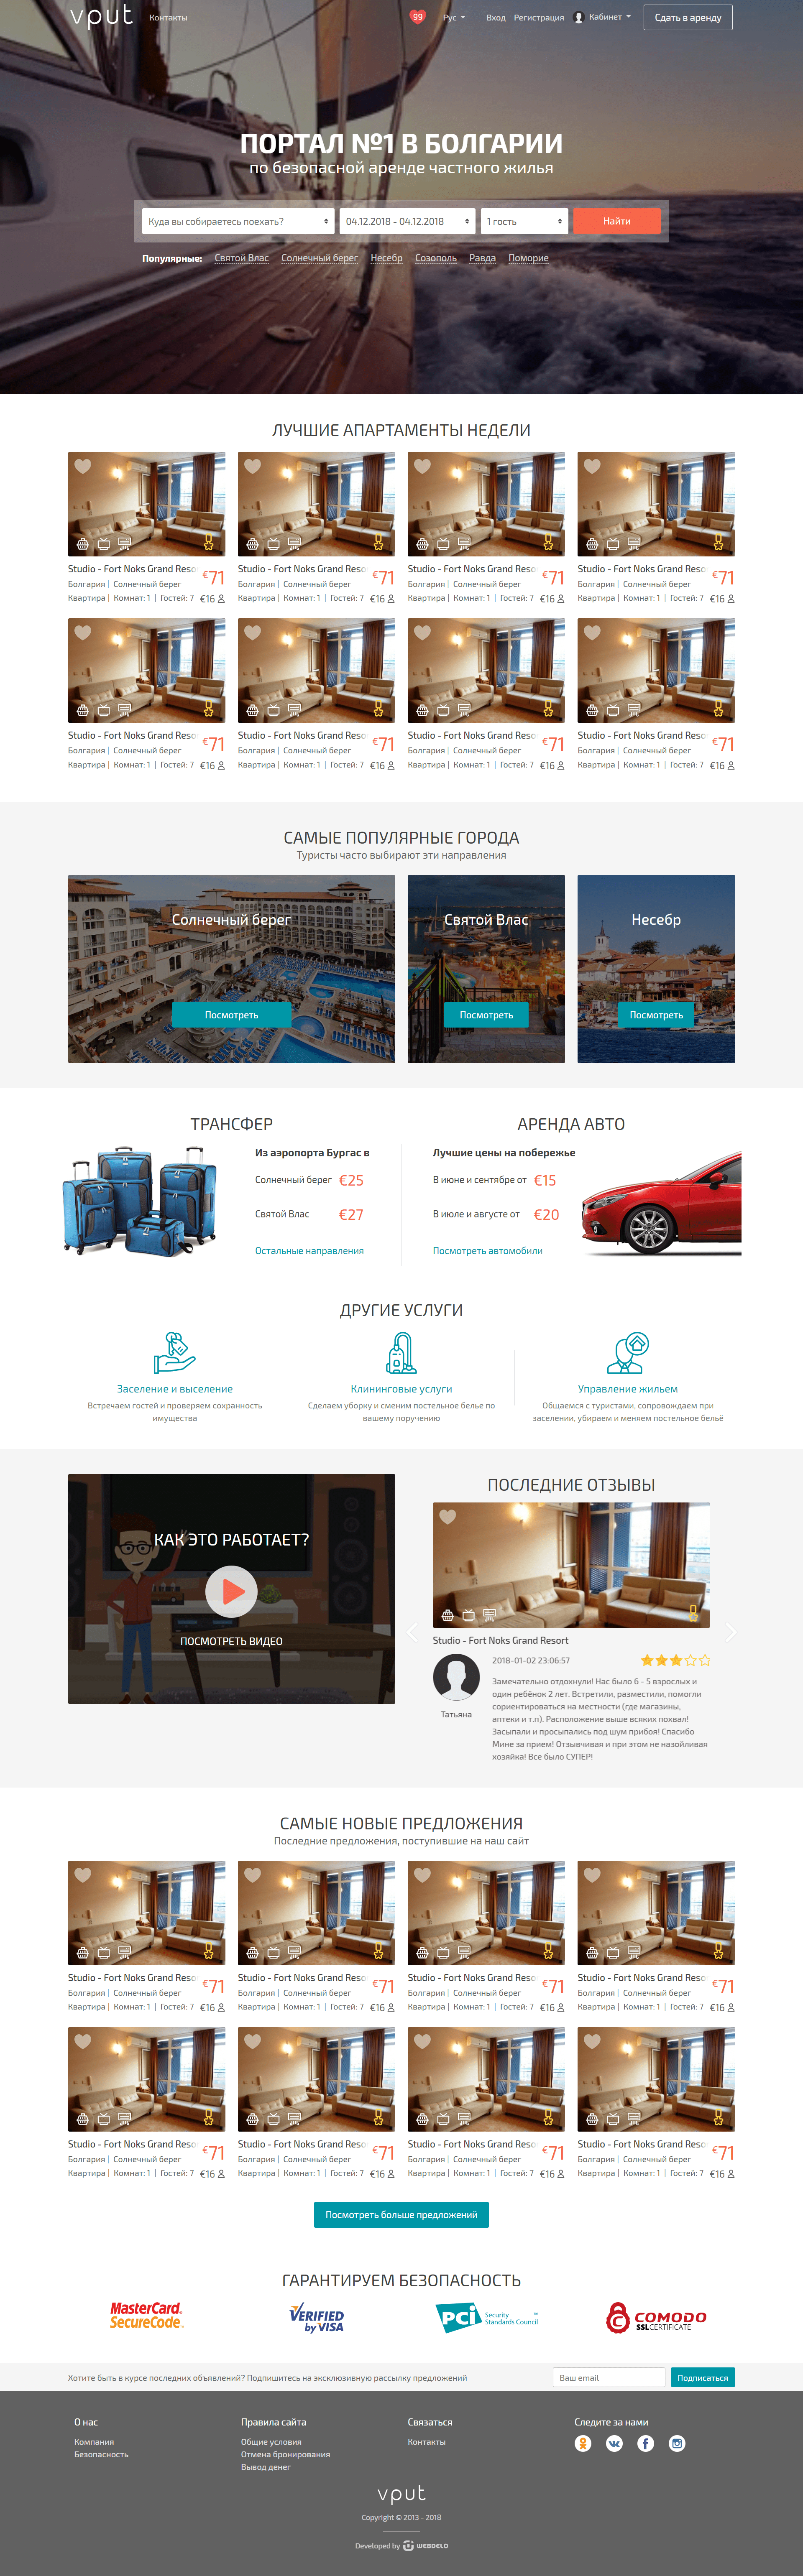 vput Контакты 99 Рус Вход Регистрация Кабинет Сдать в аренду
ПОРТАЛ №1 В БОЛГАРИИ
по безопасной аренде частного жилья
Куда вы собираетесь поехать? 04.12.2018 - 04.12.2018 1 гость Найти
Популярные: Святой Влас Солнечный берег Несебр Созополь Равда Поморие
ЛУЧШИЕ АПАРТАМЕНТЫ НЕДЕЛИ
Studio - Fort Noks Grand Reso €71 Studio - Fort Noks Grand Reso €71 Studio - Fort Noks Grand Reso €71 Studio - Fort Noks Grand Reso €71
Болгария | Солнечный берег Болгария | Солнечный берег Болгария | Солнечный берег Болгария | Солнечный берег
Квартира | Комнат: 1 | Гостей: 7 €16 Квартира | Комнат: 1 | Гостей: 7 €16 Квартира | Комнат: 1 | Гостей: 7 €16 Квартира | Комнат: 1 | Гостей: 7 €16
Studio - Fort Noks Grand Reso €71 Studio - Fort Noks Grand Reso €71 Studio - Fort Noks Grand Reso €71 Studio - Fort Noks Grand Reso €71
Болгария | Солнечный берег Болгария | Солнечный берег Болгария | Солнечный берег Болгария | Солнечный берег
Квартира | Комнат: 1 | Гостей: 7 €16 Квартира | Комнат: 1 | Гостей: 7 €16 Квартира | Комнат: 1 | Гостей: 7 €16 Квартира | Комнат: 1 | Гостей: 7 €16
САМЫЕ ПОПУЛЯРНЫЕ ГОРОДА
Туристы часто выбирают эти направления
Солнечный берег Святой Влас Несебр
Посмотреть Посмотреть Посмотреть
ТРАНСФЕР
Из аэропорта Бургас в
Солнечный берег €25
Святой Влас €27
Остальные направления
АРЕНДА АВТО
Лучшие цены на побережье
В июне и сентябре от €15
В июле и августе от €20
Посмотреть автомобили
ДРУГИЕ УСЛУГИ
Заселение и выселение
Встречаем гостей и проверяем сохранность
имущества
Клининговые услуги
Сделаем уборку и сменим постельное белье по
вашему поручению
Управление жильем
Общаемся с туристами, сопровождаем при
заселении, убираем и меняем постельное бельё
КАК ЭТО РАБОТАЕТ?
ПОСМОТРЕТЬ ВИДЕО
ПОСЛЕДНИЕ ОТЗЫВЫ
Studio - Fort Noks Grand Resort
2018-01-02 23:06:57
Татьяна
Замечательно отдохнули! Нас было 6 - 5 взрослых и
один ребёнок 2 лет. Встретили, разместили, помогли
сориентироваться на местности (где магазины,
аптеки и т.п). Расположение выше всяких похвал!
Засыпали и просыпались под шум прибоя! Спасибо
Мине за прием! Отзывчивая и при этом не назойливая
хозяйка! Все было СУПЕР!
САМЫЕ НОВЫЕ ПРЕДЛОЖЕНИЯ
Последние предложения, поступившие на наш сайт
Studio - Fort Noks Grand Reso €71 Studio - Fort Noks Grand Reso €71 Studio - Fort Noks Grand Reso €71 Studio - Fort Noks Grand Reso €71
Болгария | Солнечный берег Болгария | Солнечный берег Болгария | Солнечный берег Болгария | Солнечный берег
Квартира | Комнат: 1 | Гостей: 7 €16 Квартира | Комнат: 1 | Гостей: 7 €16 Квартира | Комнат: 1 | Гостей: 7 €16 Квартира | Комнат: 1 | Гостей: 7 €16
Studio - Fort Noks Grand Reso €71 Studio - Fort Noks Grand Reso €71 Studio - Fort Noks Grand Reso €71 Studio - Fort Noks Grand Reso €71
Болгария | Солнечный берег Болгария | Солнечный берег Болгария | Солнечный берег Болгария | Солнечный берег
Квартира | Комнат: 1 | Гостей: 7 €16 Квартира | Комнат: 1 | Гостей: 7 €16 Квартира | Комнат: 1 | Гостей: 7 €16 Квартира | Комнат: 1 | Гостей: 7 €16
Посмотреть больше предложений
ГАРАНТИРУЕМ БЕЗОПАСНОСТЬ
MasterCard.
SecureCode.
VERIFIED
by VISA
PCI Security
Standards Council ™
COMODO
SSL CERTIFICATE
Хотите быть в курсе последних объявлений? Подпишитесь на эксклюзивную рассылку предложений Ваш email Подписаться
О нас
Компания
Безопасность
Правила сайта
Общие условия
Отмена бронирования
Вывод денег
Связаться
Контакты
Следите за нами
vput
Copyright © 2013 - 2018
Developed by WEBDELO